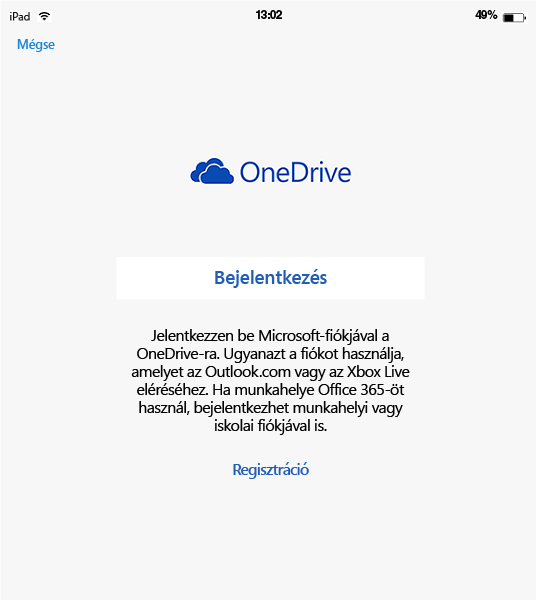 iPad 13:02 49%
Mégse
OneDrive
Bejelentkezés
Jelentkezzen be Microsoft-fiókjával a
OneDrive-ra. Ugyanazt a fiókot használja,
amelyet az Outlook.com vagy az Xbox Live
eléréséhez. Ha munkahelye Office 365-öt
használ, bejelentkezhet munkahelyi vagy
iskolai fiókjával is.
Regisztráció